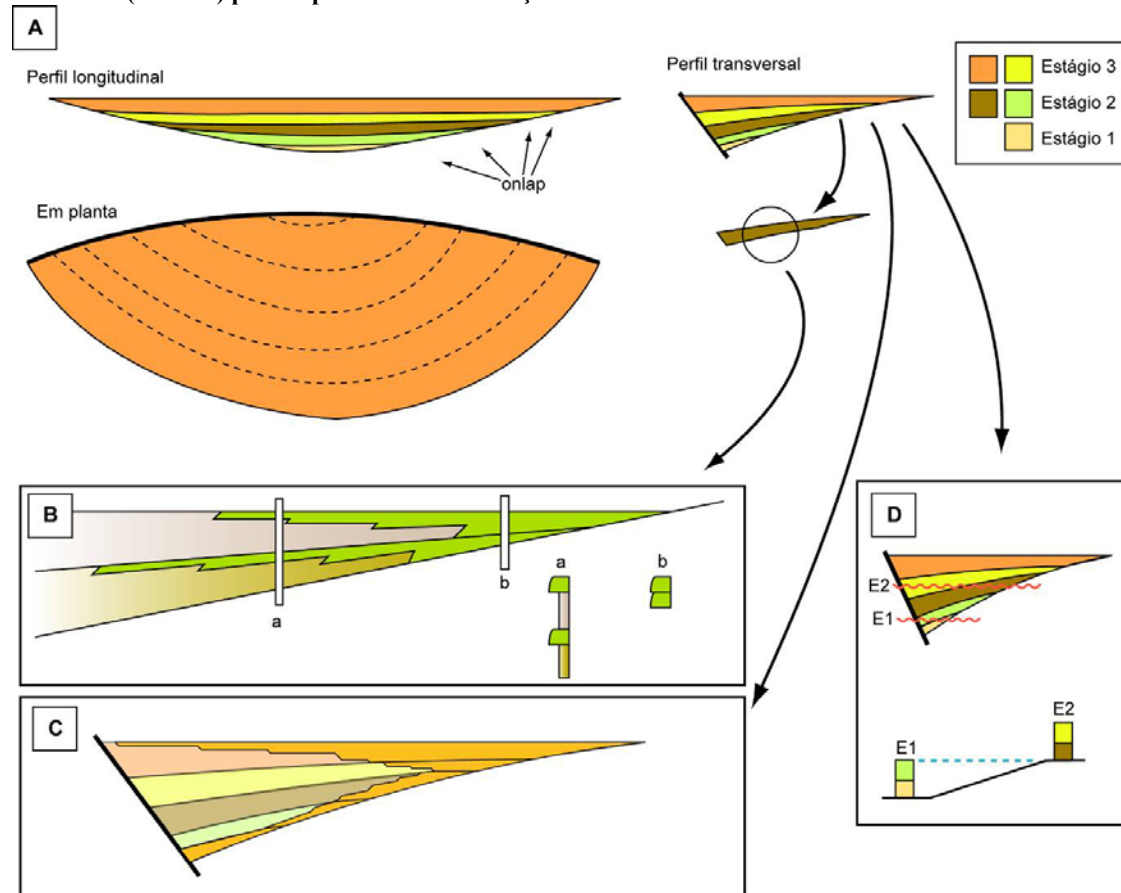 A
Perfil longitudinal
Perfil transversal
Estágio 3
Estágio 2
Estágio 1
onlap
Em planta
B
a
b
a
b
C
D
E2
E1
E2
E1